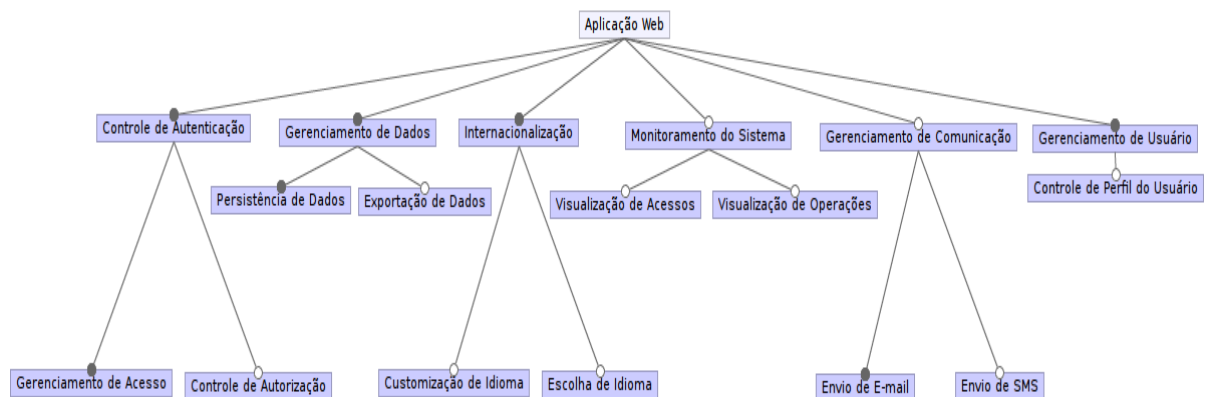 Aplicação Web
Controle de Autenticação
Gerenciamento de Dados
Internacionalização
Monitoramento do Sistema
Gerenciamento de Comunicação
Gerenciamento de Usuário
Persistência de Dados
Exportação de Dados
Visualização de Acessos
Visualização de Operações
Controle de Perfil do Usuário
Gerenciamento de Acesso
Controle de Autorização
Customização de Idioma
Escolha de Idioma
Envio de E-mail
Envio de SMS